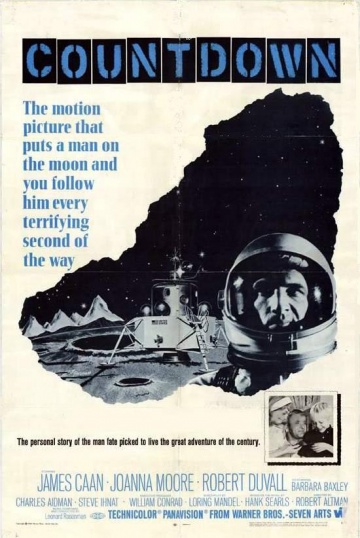 COUNTDOWN
The motion
picture that
puts a man on
the moon and
you follow
him every
terrifying
second of
the way
The personal story of the man fate picked to live the great adventure of the century.
JAMES CAAN · JOANNA MOORE · ROBERT DUVALL BARBARA BAXLEY
CHARLES AIDMAN · STEVE IHNAT · WILLIAM CONRAD · LORING MANDEL · HANK SEARLS · ROBERT ALTMAN
Leonard Rosenman TECHNICOLOR® PANAVISION® FROM WARNER BROS.-SEVEN ARTS W7